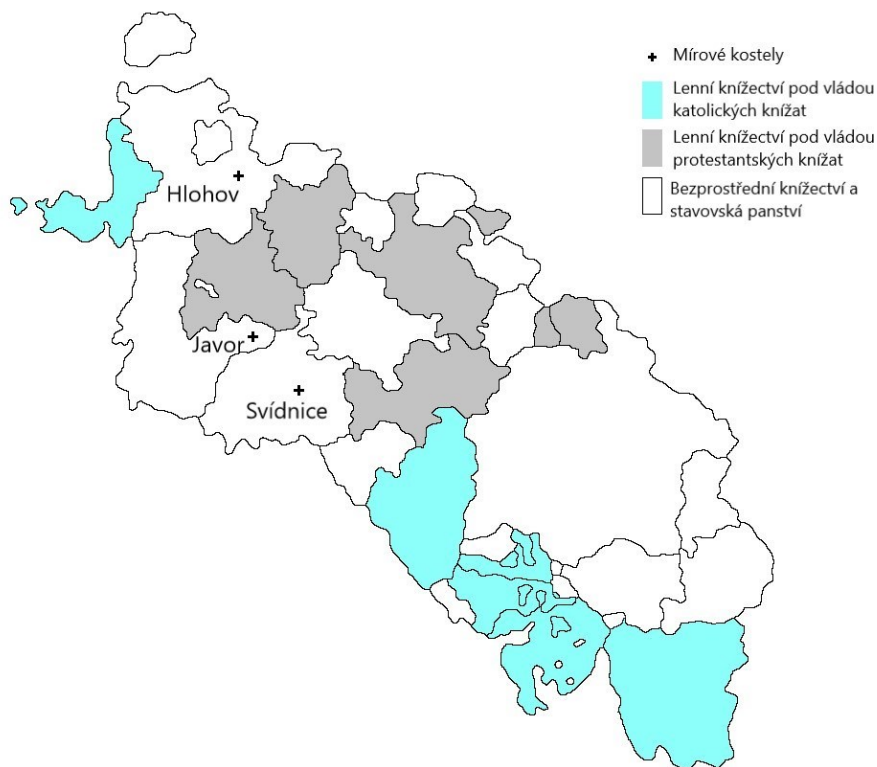 Mírové kostely
Lenní knížectví pod vládou
katolických knížat
Lenní knížectví pod vládou
protestantských knížat
Bezprostřední knížectví a
stavovská panství
Hlohov
Javor
Svídnice